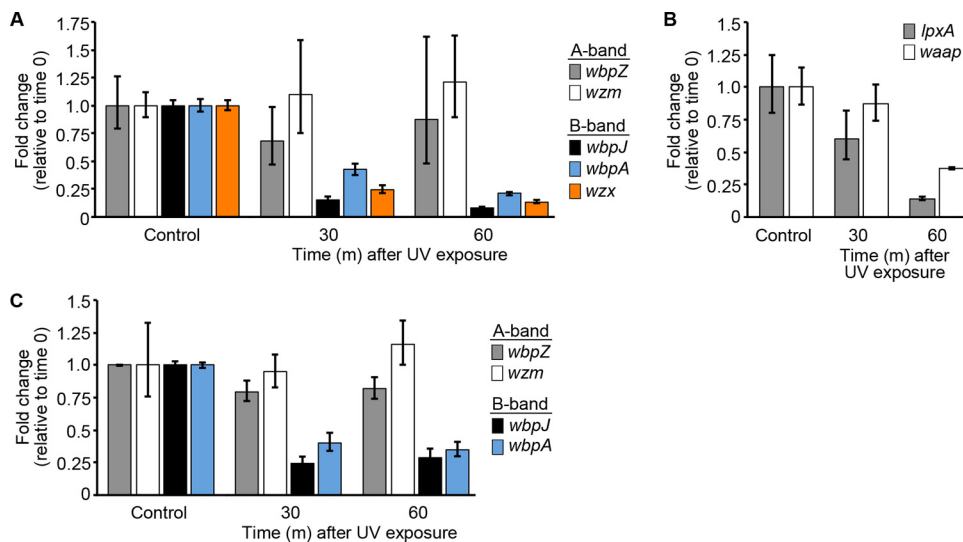 A
Fold change
(relative to time 0)
1.75
1.50
1.25
1.0
0.75
0.5
0.25
0
Control
30
60
Time (m) after UV exposure
A-band
wbpZ
wzm
B-band
wbpJ
wbpA
wzx
B
Fold change
(relative to time 0)
1.5
1.25
1.0
0.75
0.5
0.25
0
Control
30
60
Time (m) after
UV exposure
lpxA
waap
C
Fold change
(relative to time 0)
1.5
1.25
1.0
0.75
0.5
0.25
0
Control
30
60
Time (m) after UV exposure
A-band
wbpZ
wzm
B-band
wbpJ
wbpA